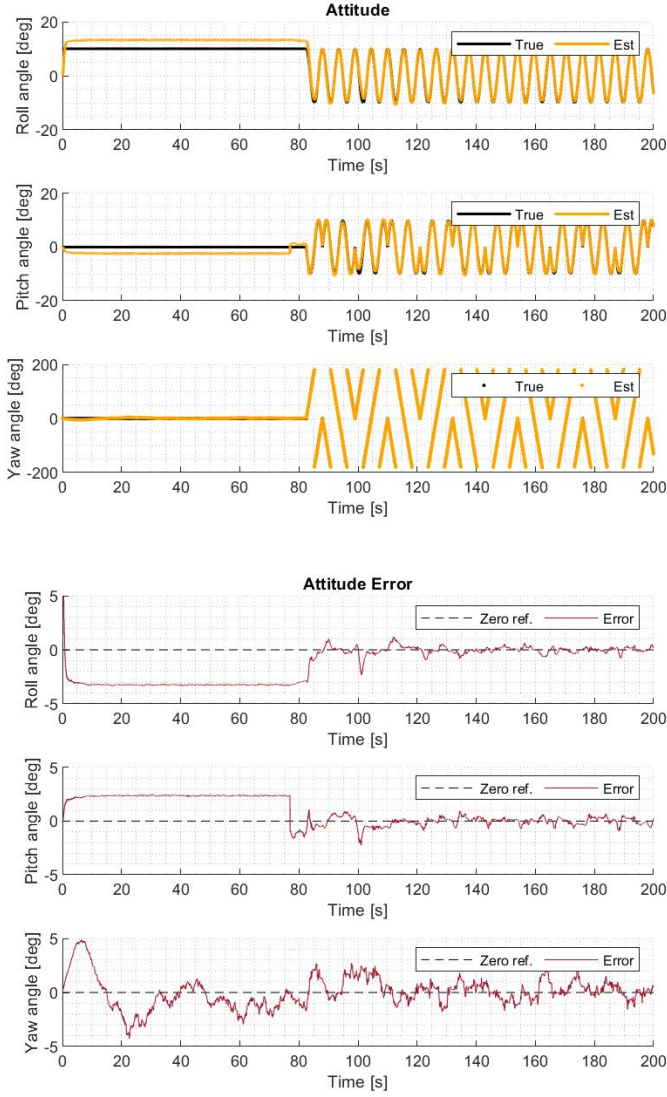 Attitude
Roll angle [deg]
20
0
-20
True Est
0 20 40 60 80 100 120 140 160 180 200
Time [s]
Pitch angle [deg]
20
0
-20
True Est
0 20 40 60 80 100 120 140 160 180 200
Time [s]
Yaw angle [deg]
200
0
-200
True Est
0 20 40 60 80 100 120 140 160 180 200
Time [s]
Attitude Error
Roll angle [deg]
5
0
-5
Zero ref. Error
0 20 40 60 80 100 120 140 160 180 200
Time [s]
Pitch angle [deg]
5
0
-5
Zero ref. Error
0 20 40 60 80 100 120 140 160 180 200
Time [s]
Yaw angle [deg]
5
0
-5
Zero ref. Error
0 20 40 60 80 100 120 140 160 180 200
Time [s]